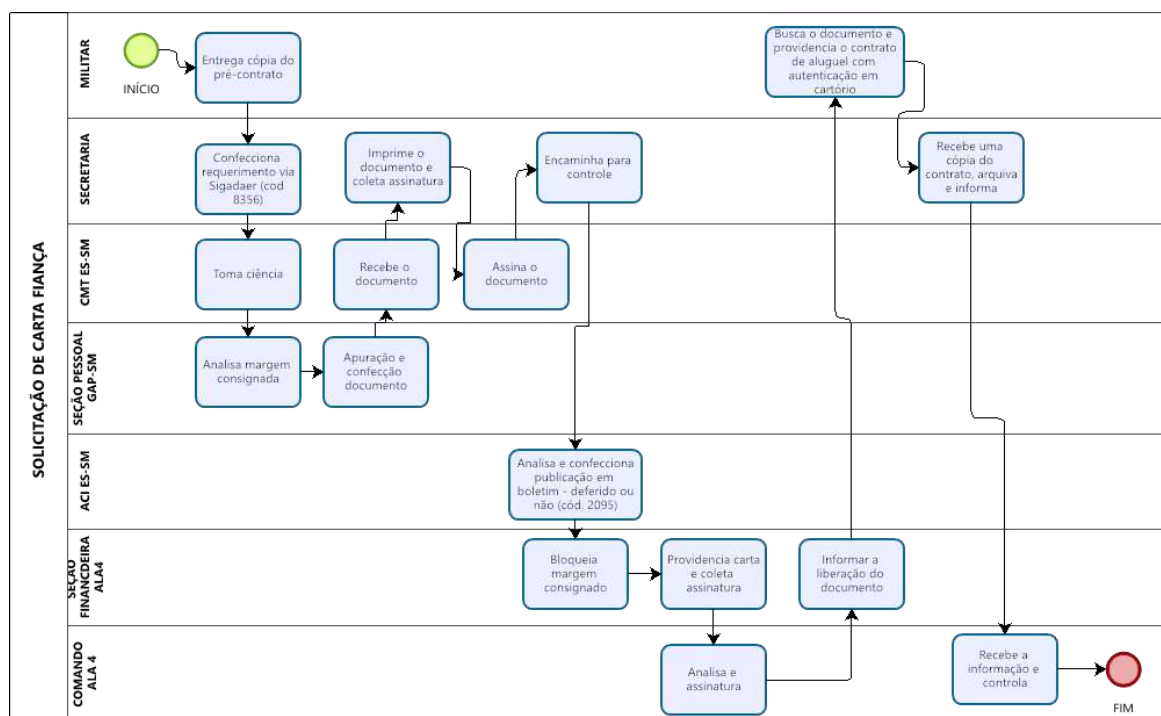 SOLICITAÇÃO DE CARTA FIANÇA
MILITAR
INÍCIO
Entrega cópia do
pré-contrato
Busca o documento e
providencia o contrato
de aluguel com
autenticação em
cartório
SECRETARIA
Confecciona
requerimento via
Sigadaer (cod
8356)
Imprime o
documento e
coleta assinatura
Encaminha para
controle
Recebe uma
cópia do
contrato, arquiva
e informa
CMT ES-SM
Toma ciência
Recebe o
documento
Assina o
documento
SEÇÃO PESSOAL
GAP-SM
Analisa margem
consignada
Apuração e
confecção
documento
ACI ES-SM
Analisa e confecciona
publicação em
boletim - deferido ou
não (cód. 2095)
SEÇÃO
FINANCDEIRA
ALA4
Bloqueia
margem
consignado
Providencia carta
e coleta
assinatura
Informar a
liberação do
documento
COMANDO
ALA 4
Analisa e
assinatura
Recebe a
informação e
controla
FIM